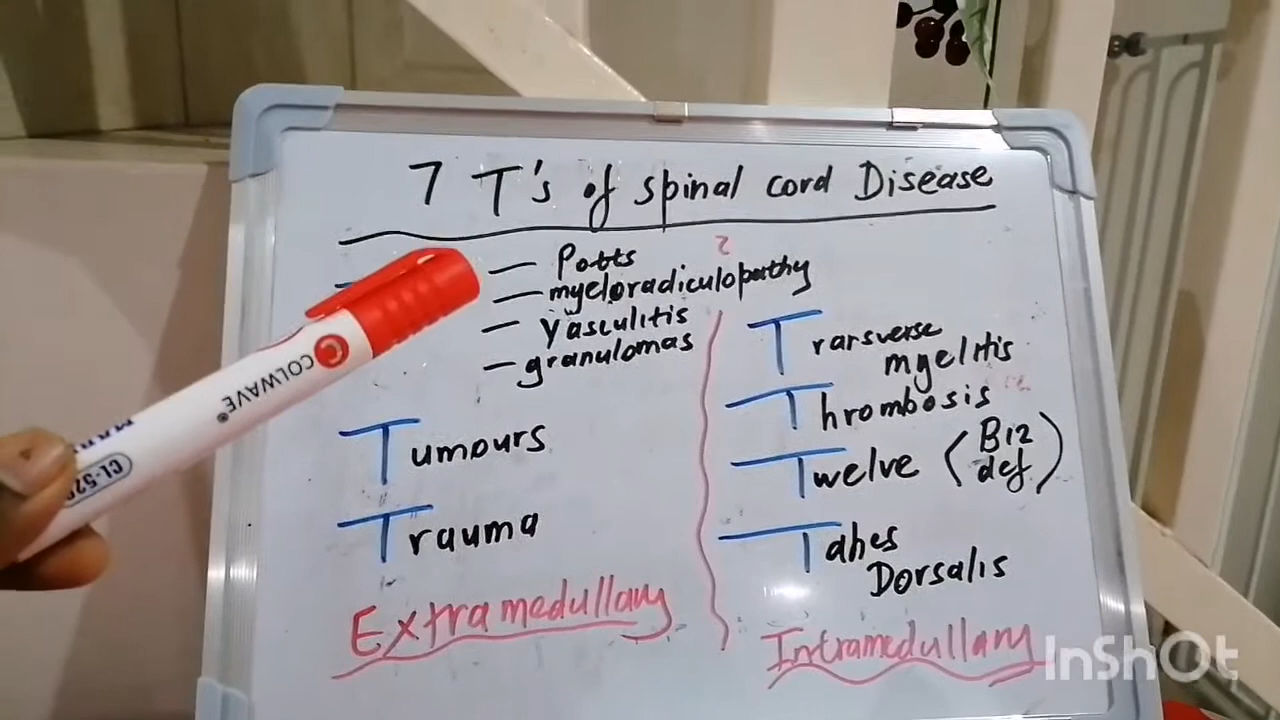 7 T's of spinal cord Disease
– Potts
– myeloradiculopathy
– Vasculitis
– granulomas
Tumours
Trauma
Extramedullary
Transverse
myelitis
Thrombosis
Twelve (B12
def)
Tabes
Dorsalis
Intramedullary
COLWAVE
InShOt